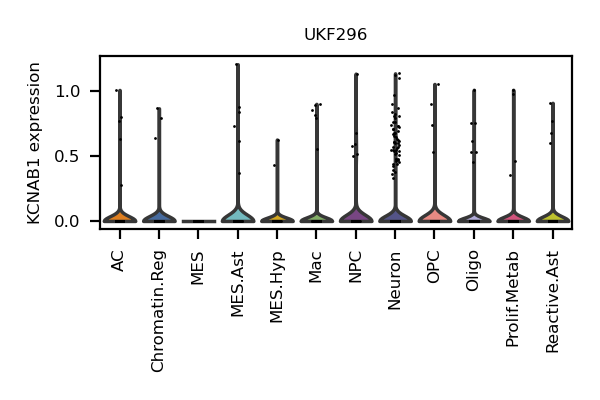 UKF296
KCNAB1 expression
1.0
0.5
0.0
AC
Chromatin.Reg
MES
MES.Ast
MES.Hyp
Mac
NPC
Neuron
OPC
Oligo
Prolif.Metab
Reactive.Ast